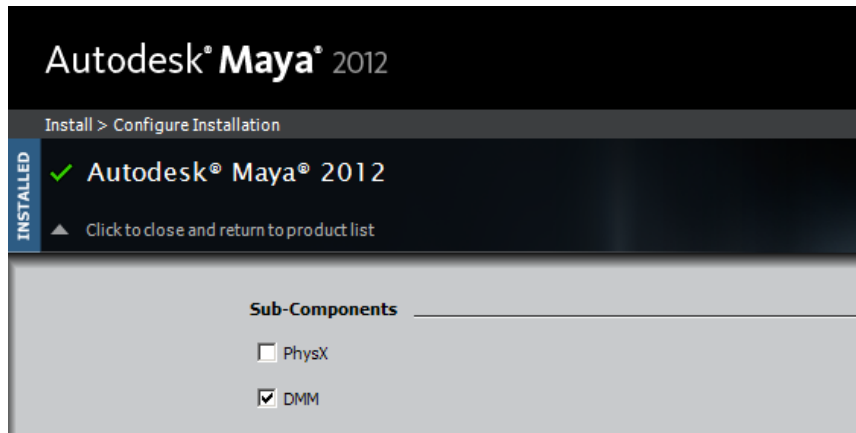 Autodesk® Maya® 2012
Install > Configure Installation
INSTALLED
Autodesk® Maya® 2012
Click to close and return to product list
Sub-Components
PhysX
DMM